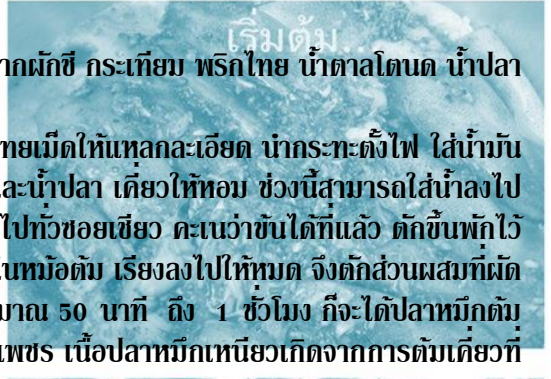 เริ่มต้น...
ากผักชี กระเทียม พริกไทย น้ำตาลโตนด น้ำปลา
ทยเม็ดให้แหลกละเอียด นำกระทะตั้งไฟ ใส่น้ำมัน
ละน้ำปลา เคี่ยวให้หอม ช่วงนี้สามารถใส่น้ำลงไป
ไปทั่วซอยเชียว คะเนว่าข้นได้ที่แล้ว ตักขึ้นพักไว้
นหม้อต้ม เรียงลงไปให้หมด จึงตักส่วนผสมที่ผัด
มาณ 50 นาที ถึง 1 ชั่วโมง ก็จะได้ปลาหมึกต้ม
พชร เนื้อปลาหมึกเหนียวเกิดจากการต้มเคี่ยวที่